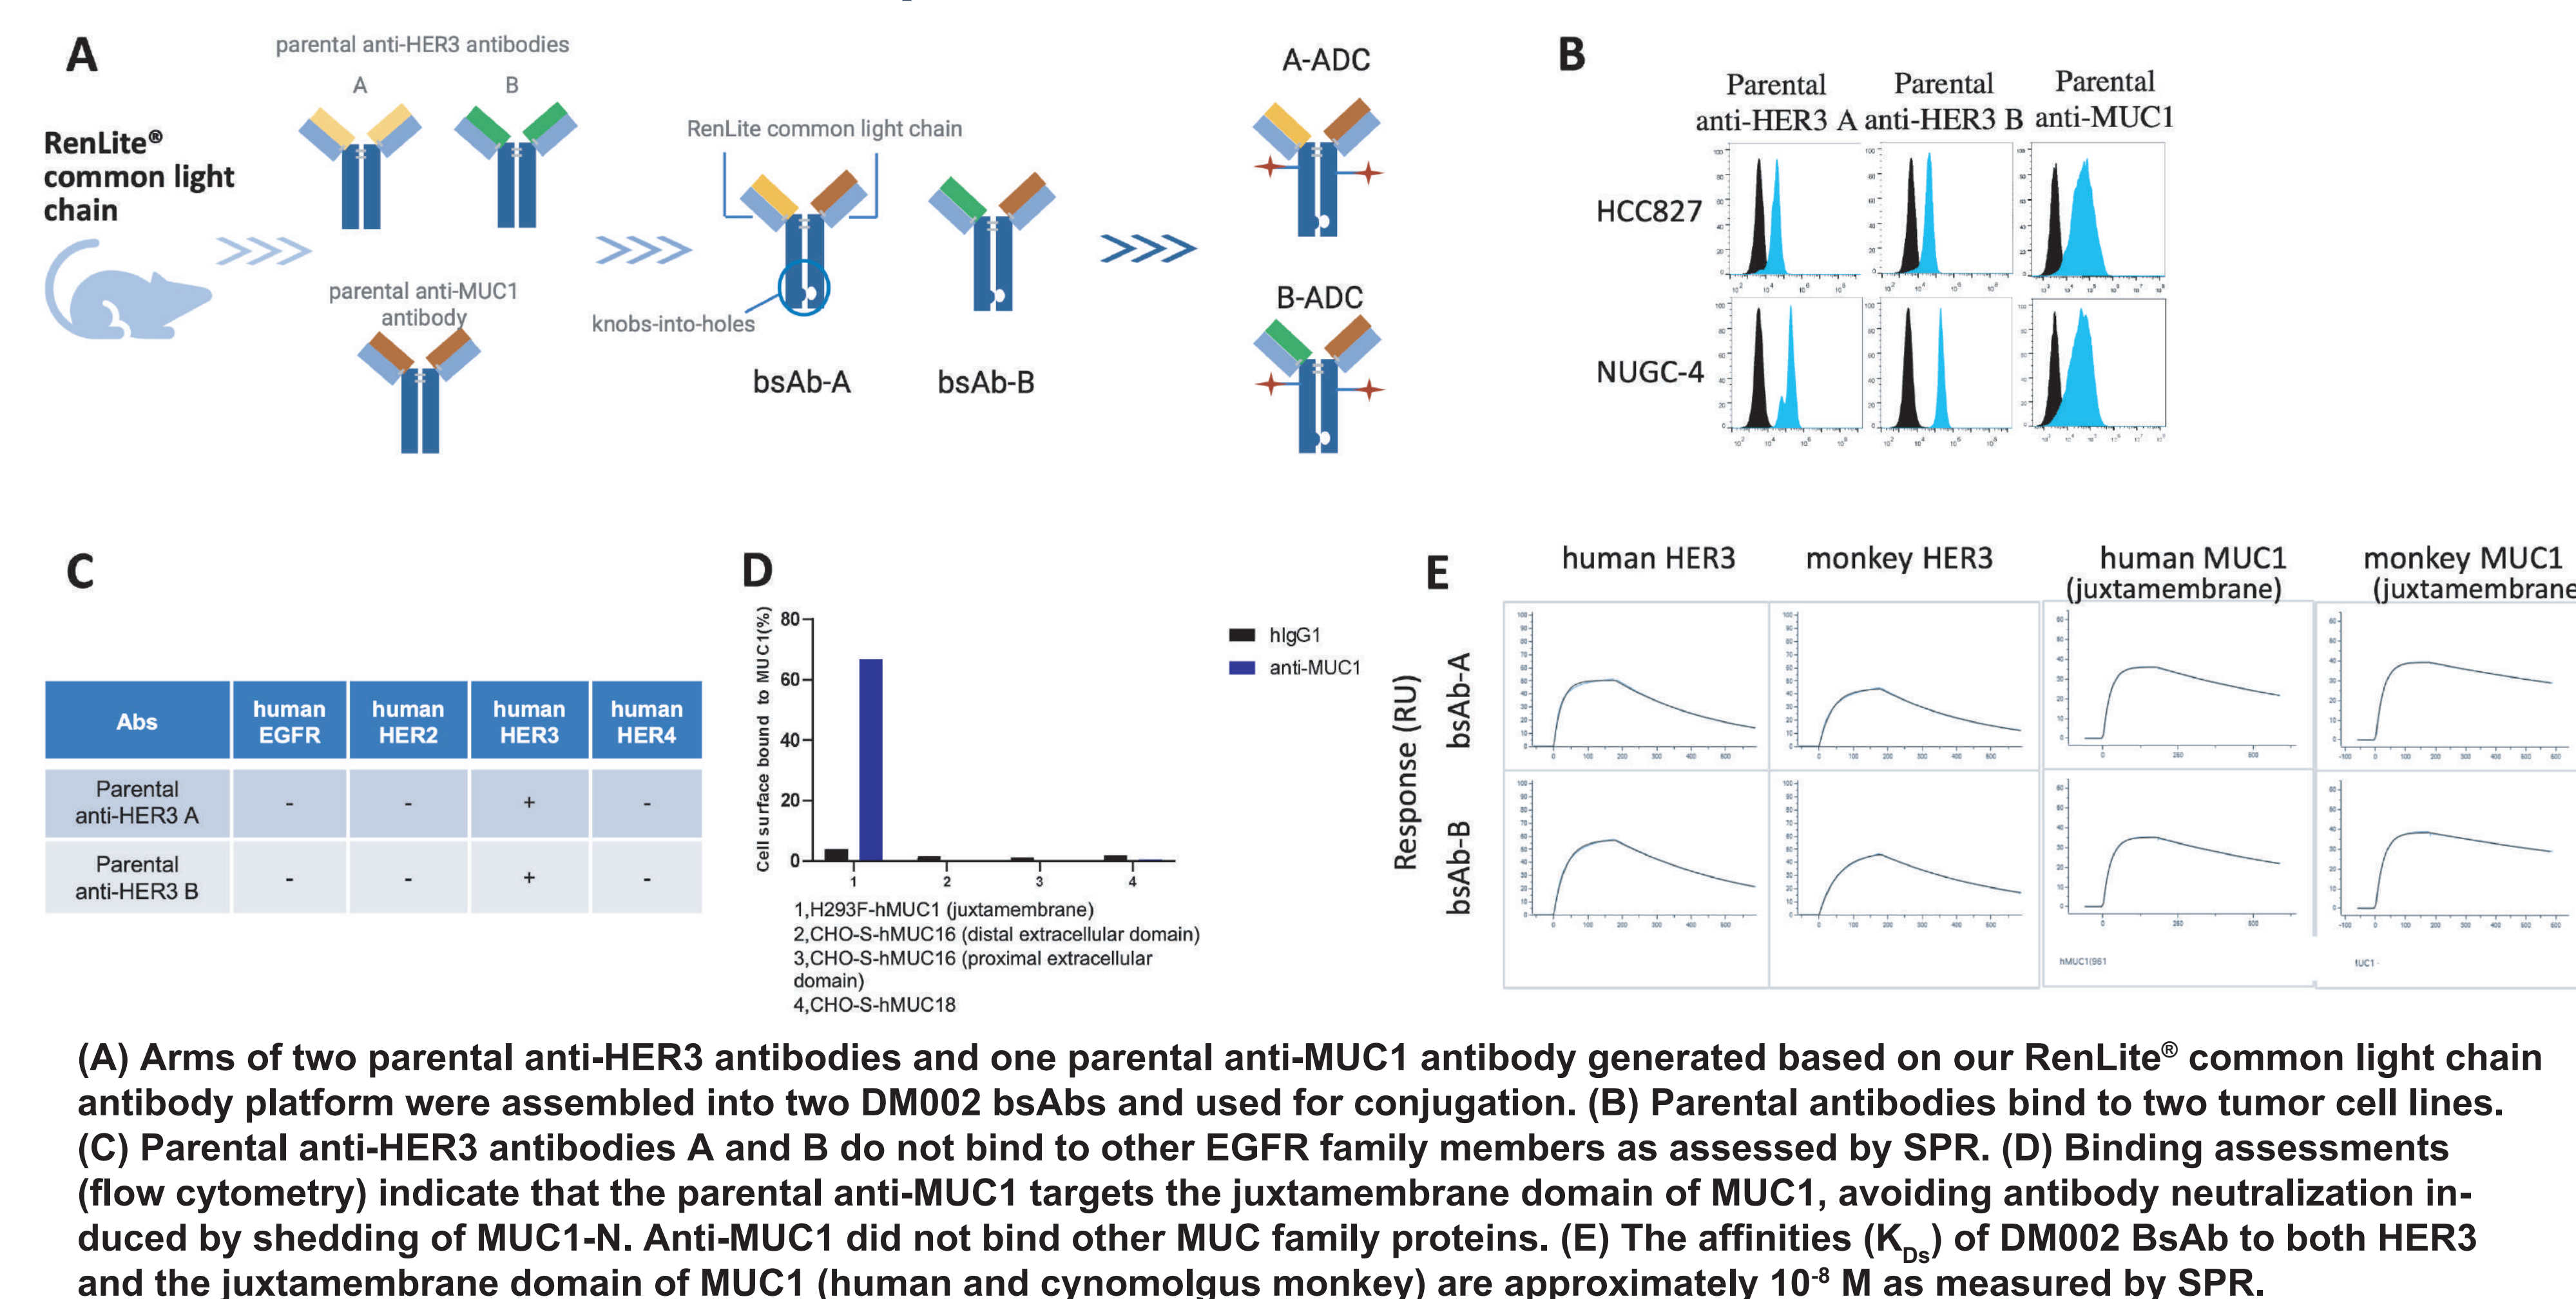 A
parental anti-HER3 antibodies
A
B
RenLite®
common light
chain
parental anti-MUC1
antibody
RenLite common light chain
knobs-into-holes
bsAb-A
bsAb-B
A-ADC
B-ADC
B
Parental
anti-HER3 A
Parental
anti-HER3 B
Parental
anti-MUC1
HCC827
NUGC-4
C
Abs
human
EGFR
human
HER2
human
HER3
human
HER4
Parental
anti-HER3 A
- - + -
Parental
anti-HER3 B
- - + -
D
Cell surface bound to MUC1(%)
80
60
40
20
0
1 2 3 4
hIgG1
anti-MUC1
1,H293F-hMUC1 (juxtamembrane)
2,CHO-S-hMUC16 (distal extracellular domain)
3,CHO-S-hMUC16 (proximal extracellular
domain)
4,CHO-S-hMUC18
E
human HER3
monkey HER3
human MUC1
(juxtamembrane)
monkey MUC1
(juxtamembrane
Response (RU)
bsAb-A
bsAb-B
hMUC1(961
(A) Arms of two parental anti-HER3 antibodies and one parental anti-MUC1 antibody generated based on our RenLite® common light chain
antibody platform were assembled into two DM002 bsAbs and used for conjugation. (B) Parental antibodies bind to two tumor cell lines.
(C) Parental anti-HER3 antibodies A and B do not bind to other EGFR family members as assessed by SPR. (D) Binding assessments
(flow cytometry) indicate that the parental anti-MUC1 targets the juxtamembrane domain of MUC1, avoiding antibody neutralization in-
duced by shedding of MUC1-N. Anti-MUC1 did not bind other MUC family proteins. (E) The affinities (K_Ds) of DM002 BsAb to both HER3
and the juxtamembrane domain of MUC1 (human and cynomolgus monkey) are approximately 10⁻⁸ M as measured by SPR.